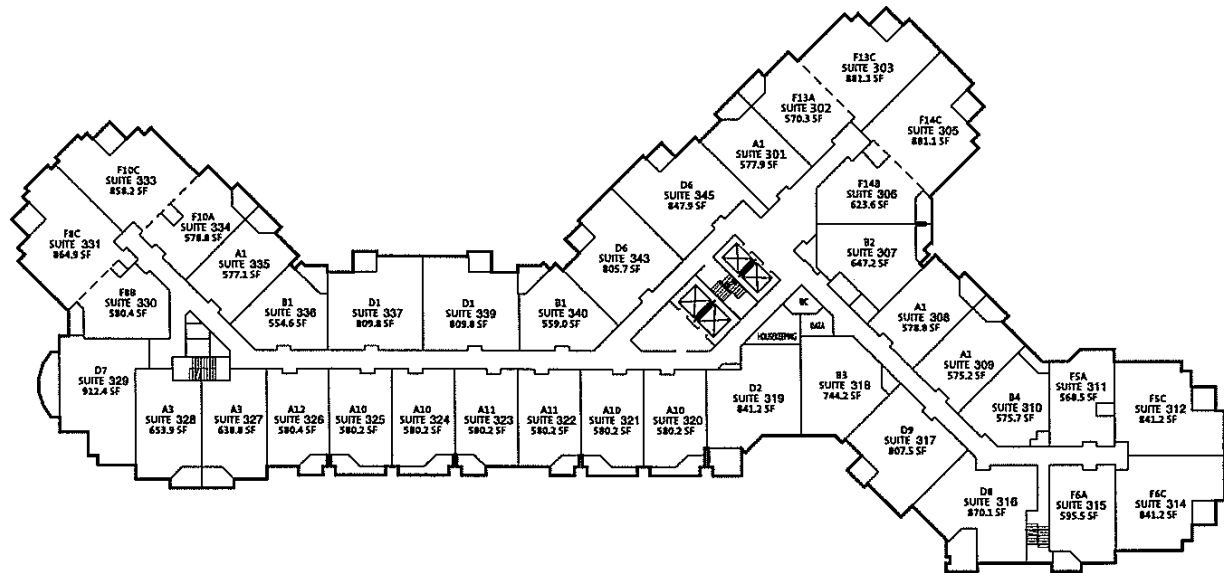 F13C
SUITE 303
882.3 SF
F13A
SUITE 302
570.3 SF
F14C
SUITE 305
881.1 SF
A1
SUITE 301
577.9 SF
F10C
SUITE 333
858.2 SF
D6
SUITE 345
847.9 SF
F14B
SUITE 306
623.6 SF
F10A
SUITE 334
578.8 SF
F8C
SUITE 331
864.9 SF
A1
SUITE 335
577.1 SF
D6
SUITE 343
805.7 SF
B2
SUITE 307
647.2 SF
F8B
SUITE 330
580.4 SF
B1
SUITE 336
554.6 SF
D1
SUITE 337
809.8 SF
D1
SUITE 339
809.8 SF
B1
SUITE 340
559.0 SF
BC
DATA
HOUSEKEEPING
A1
SUITE 308
578.8 SF
A1
SUITE 309
575.2 SF
D7
SUITE 329
912.4 SF
F5A
SUITE 311
568.5 SF
F5C
SUITE 312
841.2 SF
B3
SUITE 318
744.2 SF
D2
SUITE 319
841.2 SF
B4
SUITE 310
575.7 SF
A3
SUITE 328
653.9 SF
A3
SUITE 327
638.8 SF
A12
SUITE 326
580.4 SF
A10
SUITE 325
580.2 SF
A10
SUITE 324
580.2 SF
A11
SUITE 323
580.2 SF
A11
SUITE 322
580.2 SF
A10
SUITE 321
580.2 SF
A10
SUITE 320
580.2 SF
D9
SUITE 317
807.5 SF
D8
SUITE 316
870.1 SF
F6A
SUITE 315
595.5 SF
F6C
SUITE 314
841.2 SF